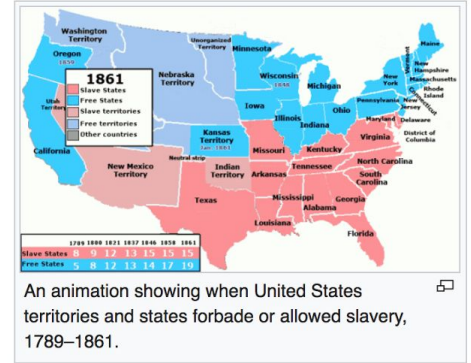 Washington
Territory
Oregon
1859
Unorganized
Territory
Minnesota
Maine
Vermont
New
Hampshire
Massachusetts
Rhode
Island
Connecticut
New
York
Wisconsin
1848
Michigan
1861
Slave States
Free States
Slave territories
Free territories
Other countries
Nebraska
Territory
Iowa
Pennsylvania
New
Jersey
Ohio
Illinois
Indiana
Utah
Territory
Maryland
Delaware
District of
Columbia
Kansas
Territory
Jan 1861
Virginia
California
Missouri
Kentucky
Neutral strip
North Carolina
New Mexico
Territory
Indian
Territory
Arkansas
Tennessee
South
Carolina
Texas
Mississippi
Alabama
Georgia
Louisiana
Florida
1789 1800 1821 1837 1846 1858 1861
Slave States 8 9 12 13 15 15 15
Free States 5 8 12 13 14 17 19
An animation showing when United States
territories and states forbade or allowed slavery,
1789–1861.